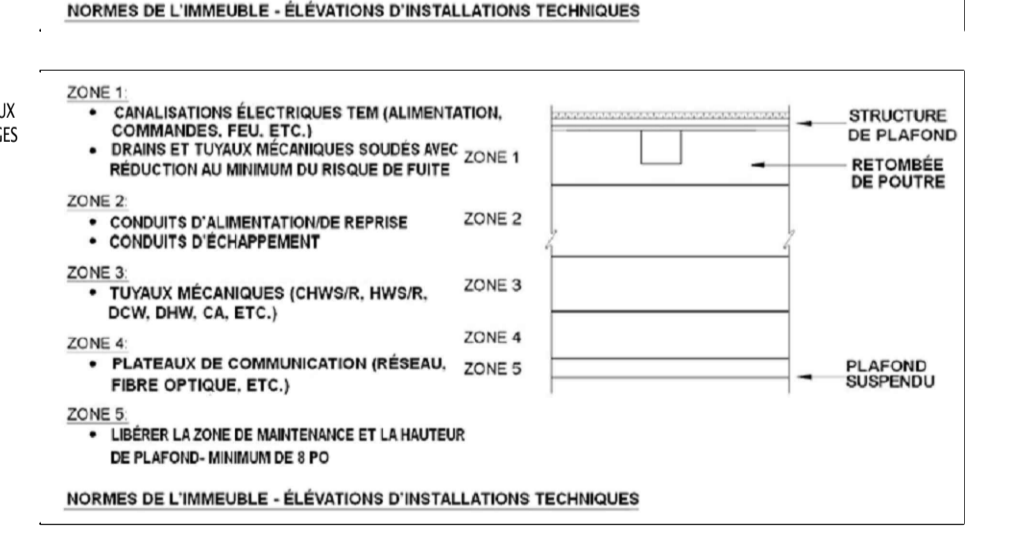 NORMES DE L'IMMEUBLE - ÉLÉVATIONS D'INSTALLATIONS TECHNIQUES
UX
GES
ZONE 1:
• CANALISATIONS ÉLECTRIQUES TEM (ALIMENTATION,
COMMANDES, FEU, ETC.)
• DRAINS ET TUYAUX MÉCANIQUES SOUDÉS AVEC
RÉDUCTION AU MINIMUM DU RISQUE DE FUITE
ZONE 2:
• CONDUITS D'ALIMENTATION/DE REPRISE
• CONDUITS D'ÉCHAPPEMENT
ZONE 3:
• TUYAUX MÉCANIQUES (CHWS/R, HWS/R,
DCW, DHW, CA, ETC.)
ZONE 4:
• PLATEAUX DE COMMUNICATION (RÉSEAU,
FIBRE OPTIQUE, ETC.)
ZONE 5:
• LIBÉRER LA ZONE DE MAINTENANCE ET LA HAUTEUR
DE PLAFOND- MINIMUM DE 8 PO
ZONE 1
ZONE 2
ZONE 3
ZONE 4
ZONE 5
STRUCTURE
DE PLAFOND
RETOMBÉE
DE POUTRE
PLAFOND
SUSPENDU
NORMES DE L'IMMEUBLE - ÉLÉVATIONS D'INSTALLATIONS TECHNIQUES